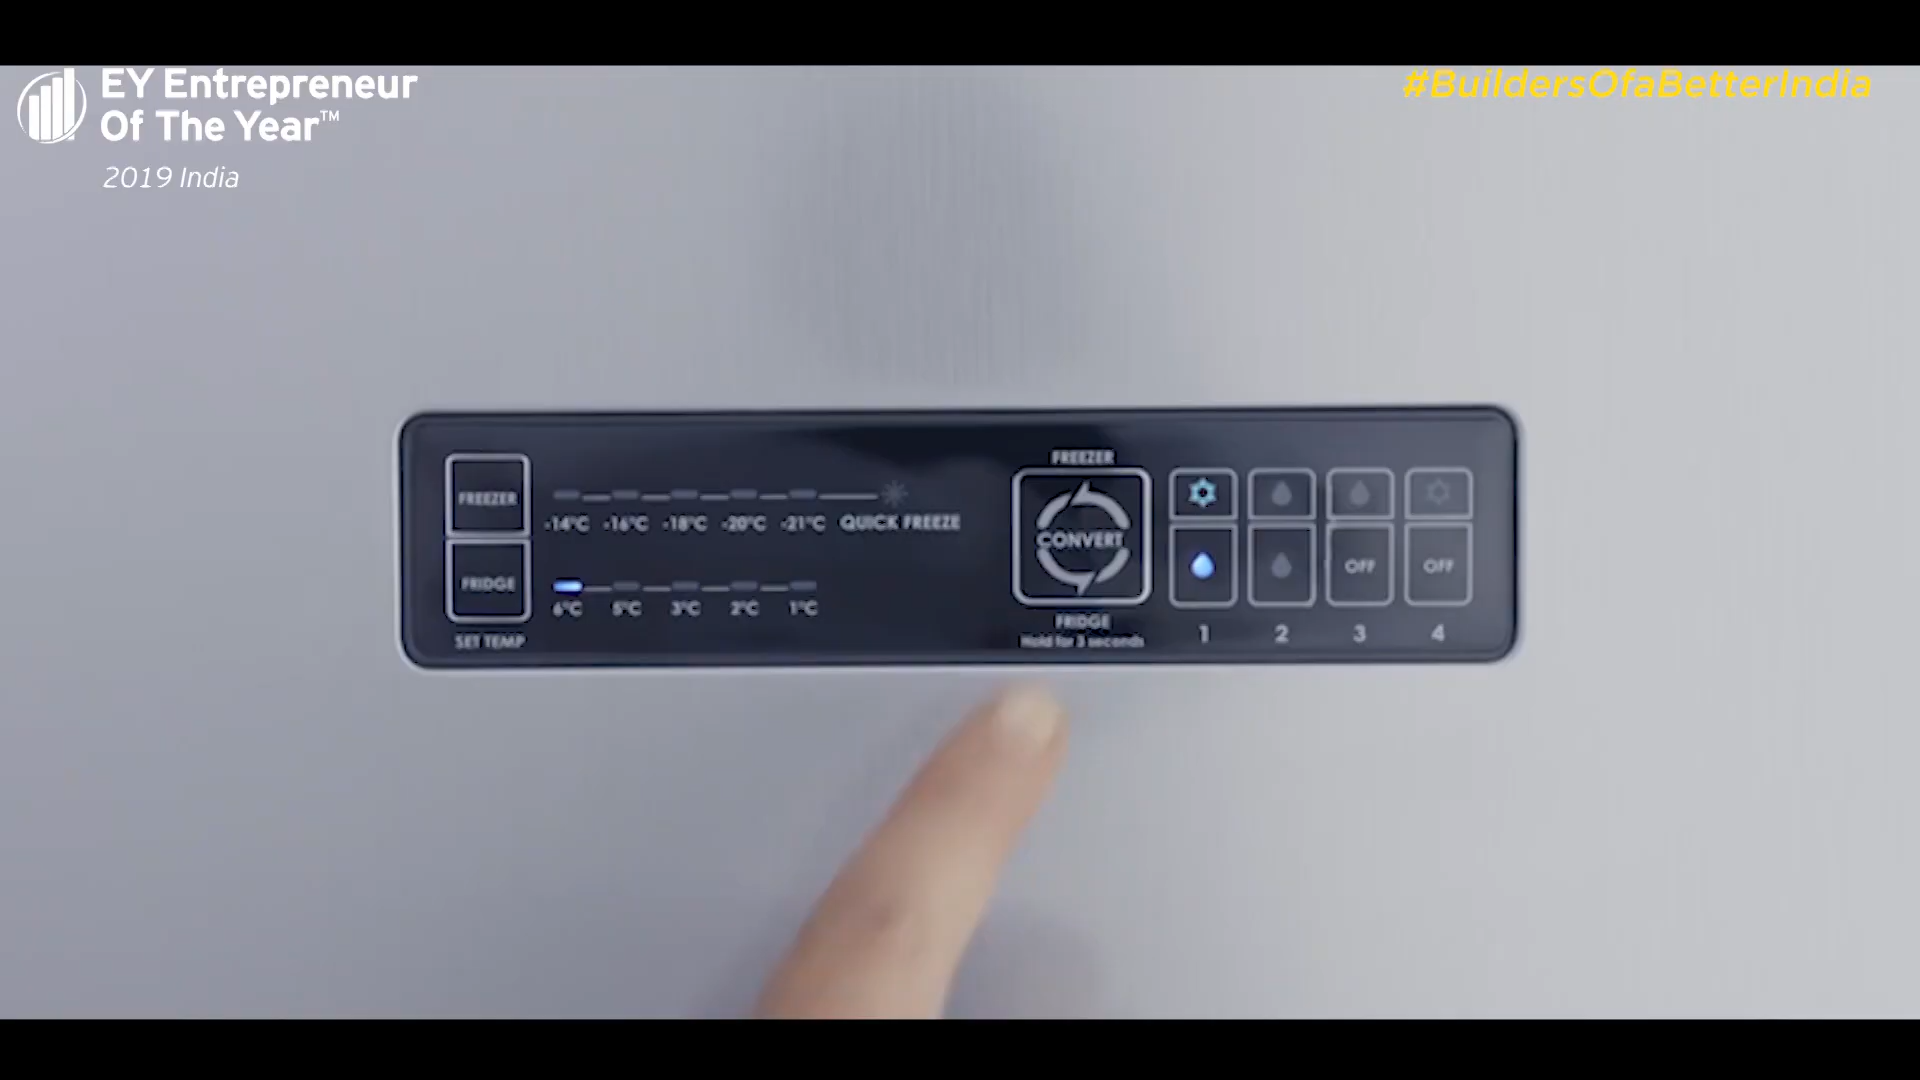 EY Entrepreneur
Of The Year™
2019 India
#BuildersOfaBetterIndia
FREEZER
-14°C -16°C -18°C -20°C -21°C QUICK FREEZE
FRIDGE
6°C 5°C 3°C 2°C 1°C
SET TEMP
FREEZER
CONVERT
FRIDGE
Hold for 3 seconds
OFF OFF
1 2 3 4